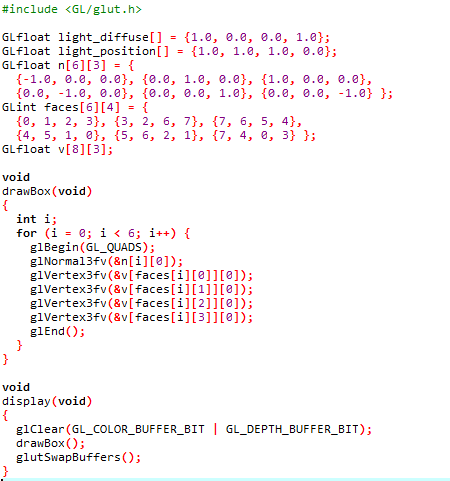 #include <GL/glut.h>
GLfloat light_diffuse[] = {1.0, 0.0, 0.0, 1.0};
GLfloat light_position[] = {1.0, 1.0, 1.0, 0.0};
GLfloat n[6][3] = {
  {-1.0, 0.0, 0.0}, {0.0, 1.0, 0.0}, {1.0, 0.0, 0.0},
  {0.0, -1.0, 0.0}, {0.0, 0.0, 1.0}, {0.0, 0.0, -1.0} };
GLint faces[6][4] = {
  {0, 1, 2, 3}, {3, 2, 6, 7}, {7, 6, 5, 4},
  {4, 5, 1, 0}, {5, 6, 2, 1}, {7, 4, 0, 3} };
GLfloat v[8][3];
void
drawBox(void)
{
  int i;
  for (i = 0; i < 6; i++) {
    glBegin(GL_QUADS);
    glNormal3fv(&n[i][0]);
    glVertex3fv(&v[faces[i][0]][0]);
    glVertex3fv(&v[faces[i][1]][0]);
    glVertex3fv(&v[faces[i][2]][0]);
    glVertex3fv(&v[faces[i][3]][0]);
    glEnd();
  }
}
void
display(void)
{
  glClear(GL_COLOR_BUFFER_BIT | GL_DEPTH_BUFFER_BIT);
  drawBox();
  glutSwapBuffers();
}